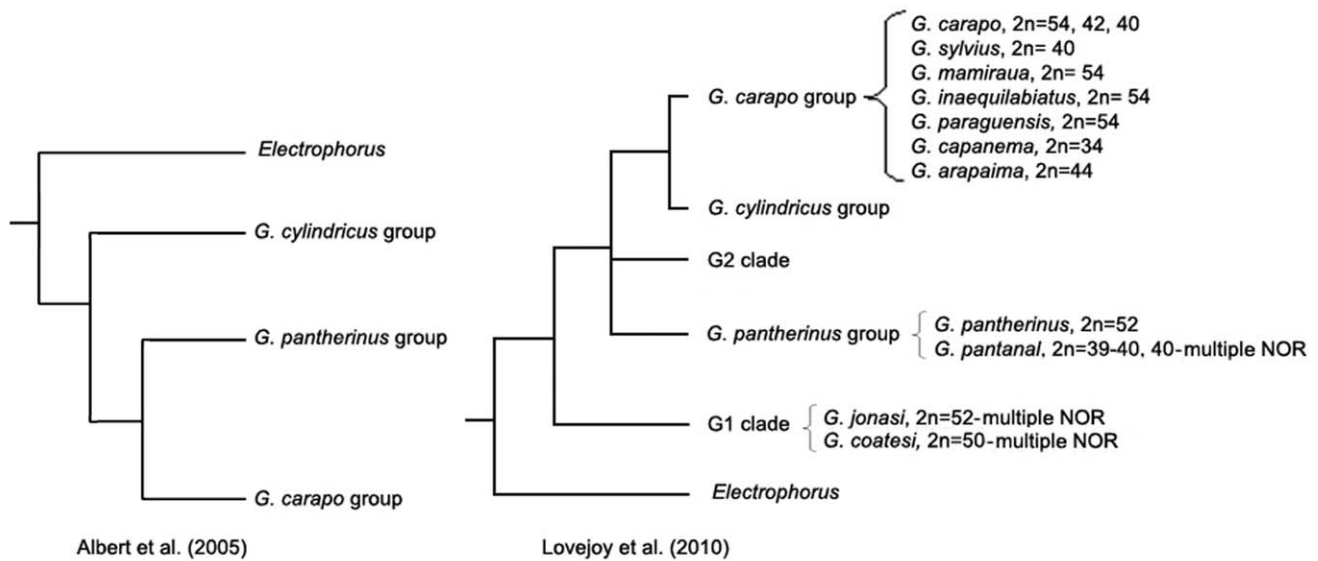 Electrophorus
G. cylindricus group
G. pantherinus group
G. carapo group
Albert et al. (2005)
G. carapo group
G. carapo, 2n=54, 42, 40
G. sylvius, 2n= 40
G. mamiraua, 2n= 54
G. inaequilabiatus, 2n= 54
G. paraguensis, 2n=54
G. capanema, 2n=34
G. arapaima, 2n=44
G. cylindricus group
G2 clade
G. pantherinus group
G. pantherinus, 2n=52
G. pantanal, 2n=39-40, 40-multiple NOR
G1 clade
G. jonasi, 2n=52-multiple NOR
G. coatesi, 2n=50-multiple NOR
Electrophorus
Lovejoy et al. (2010)